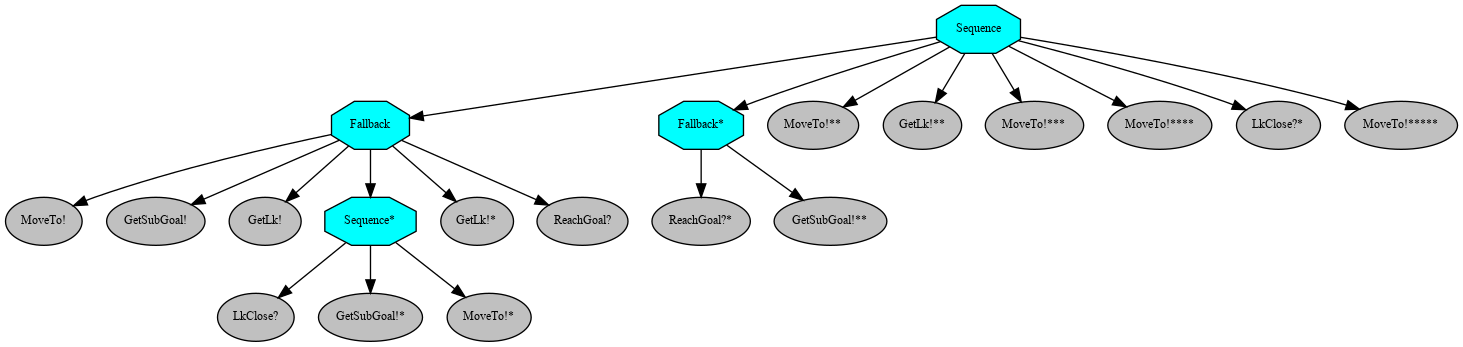 Sequence
Fallback
Fallback*
MoveTo!**
GetLk!**
MoveTo!***
MoveTo!****
LkClose?*
MoveTo!*****
MoveTo!
GetSubGoal!
GetLk!
Sequence*
GetLk!*
ReachGoal?
ReachGoal?*
GetSubGoal!**
LkClose?
GetSubGoal!*
MoveTo!*